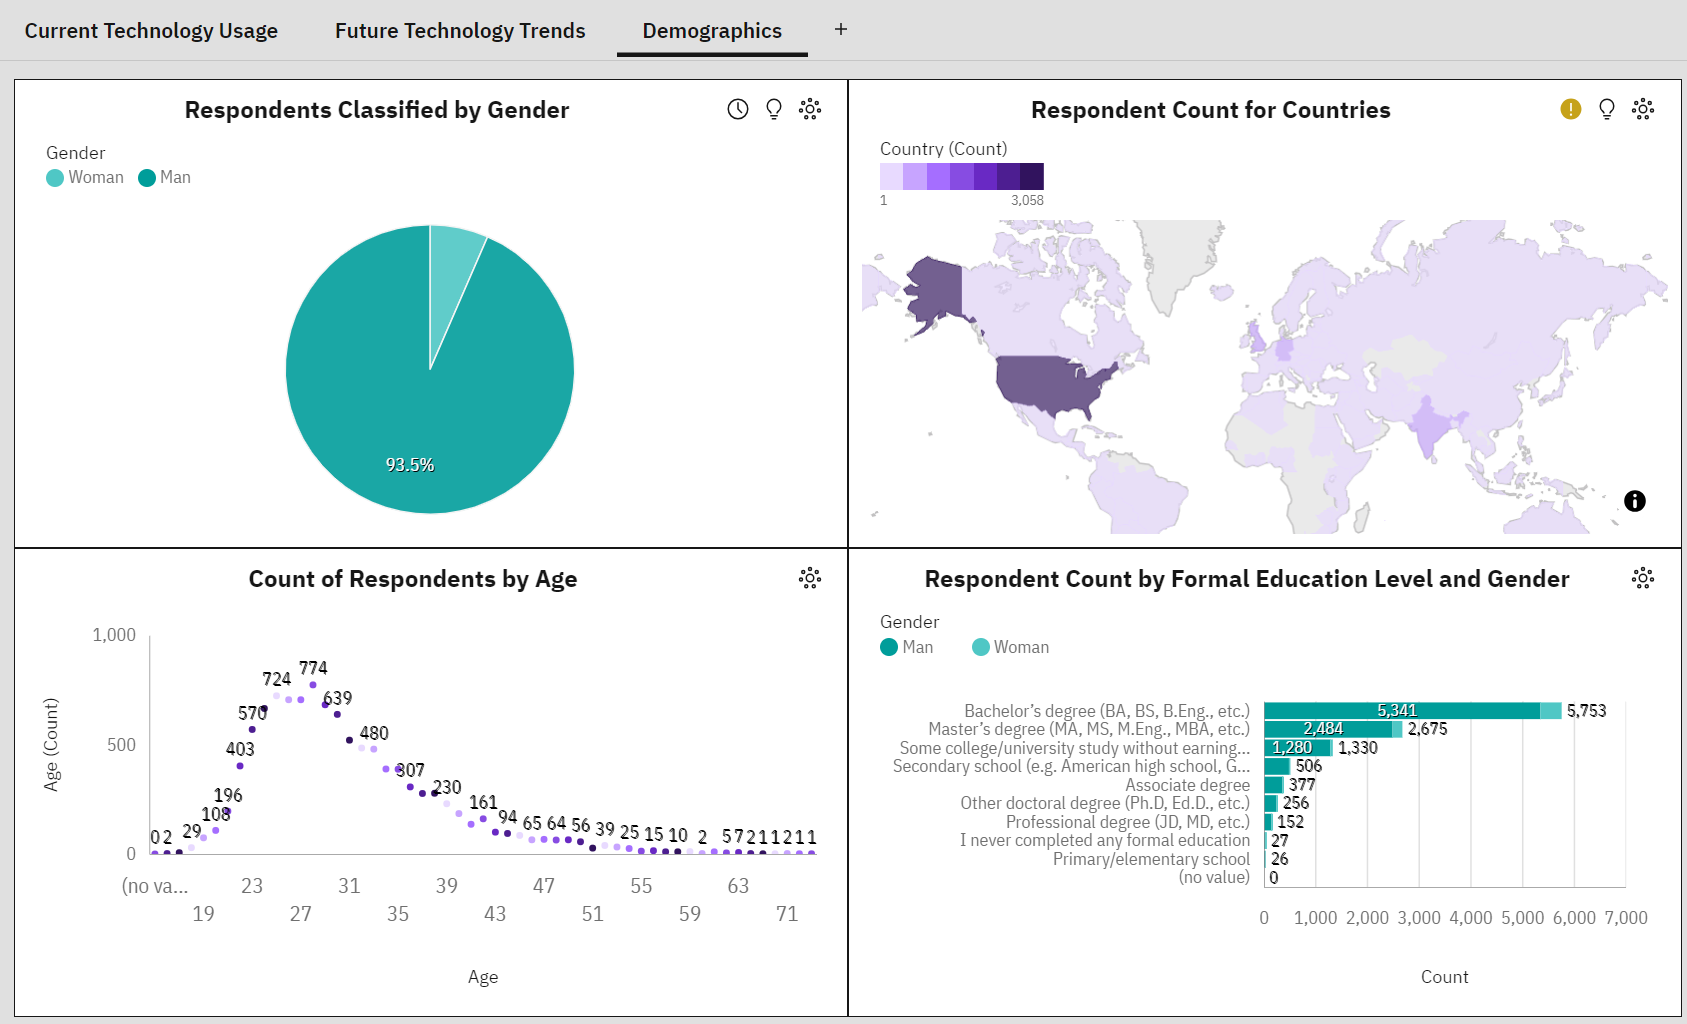 Current Technology Usage Future Technology Trends Demographics +
Respondents Classified by Gender
Gender
Woman Man
93.5%
Respondent Count for Countries
Country (Count)
1 3,058
Count of Respondents by Age
Age (Count)
1,000
500
0
0 2 29 108 196 403 570 724 774 639 480 307 230 161 94 65 64 56 39 25 15 10 2 5 7 2 1 1 2 1 1
(no va... 23 31 39 47 55 63
19 27 35 43 51 59 71
Age
Respondent Count by Formal Education Level and Gender
Gender
Man Woman
Bachelor’s degree (BA, BS, B.Eng., etc.) 5,341 5,753
Master’s degree (MA, MS, M.Eng., MBA, etc.) 2,484 2,675
Some college/university study without earning... 1,280 1,330
Secondary school (e.g. American high school, G... 506
Associate degree 377
Other doctoral degree (Ph.D, Ed.D., etc.) 256
Professional degree (JD, MD, etc.) 152
I never completed any formal education 27
Primary/elementary school 26
(no value) 0
0 1,000 2,000 3,000 4,000 5,000 6,000 7,000
Count